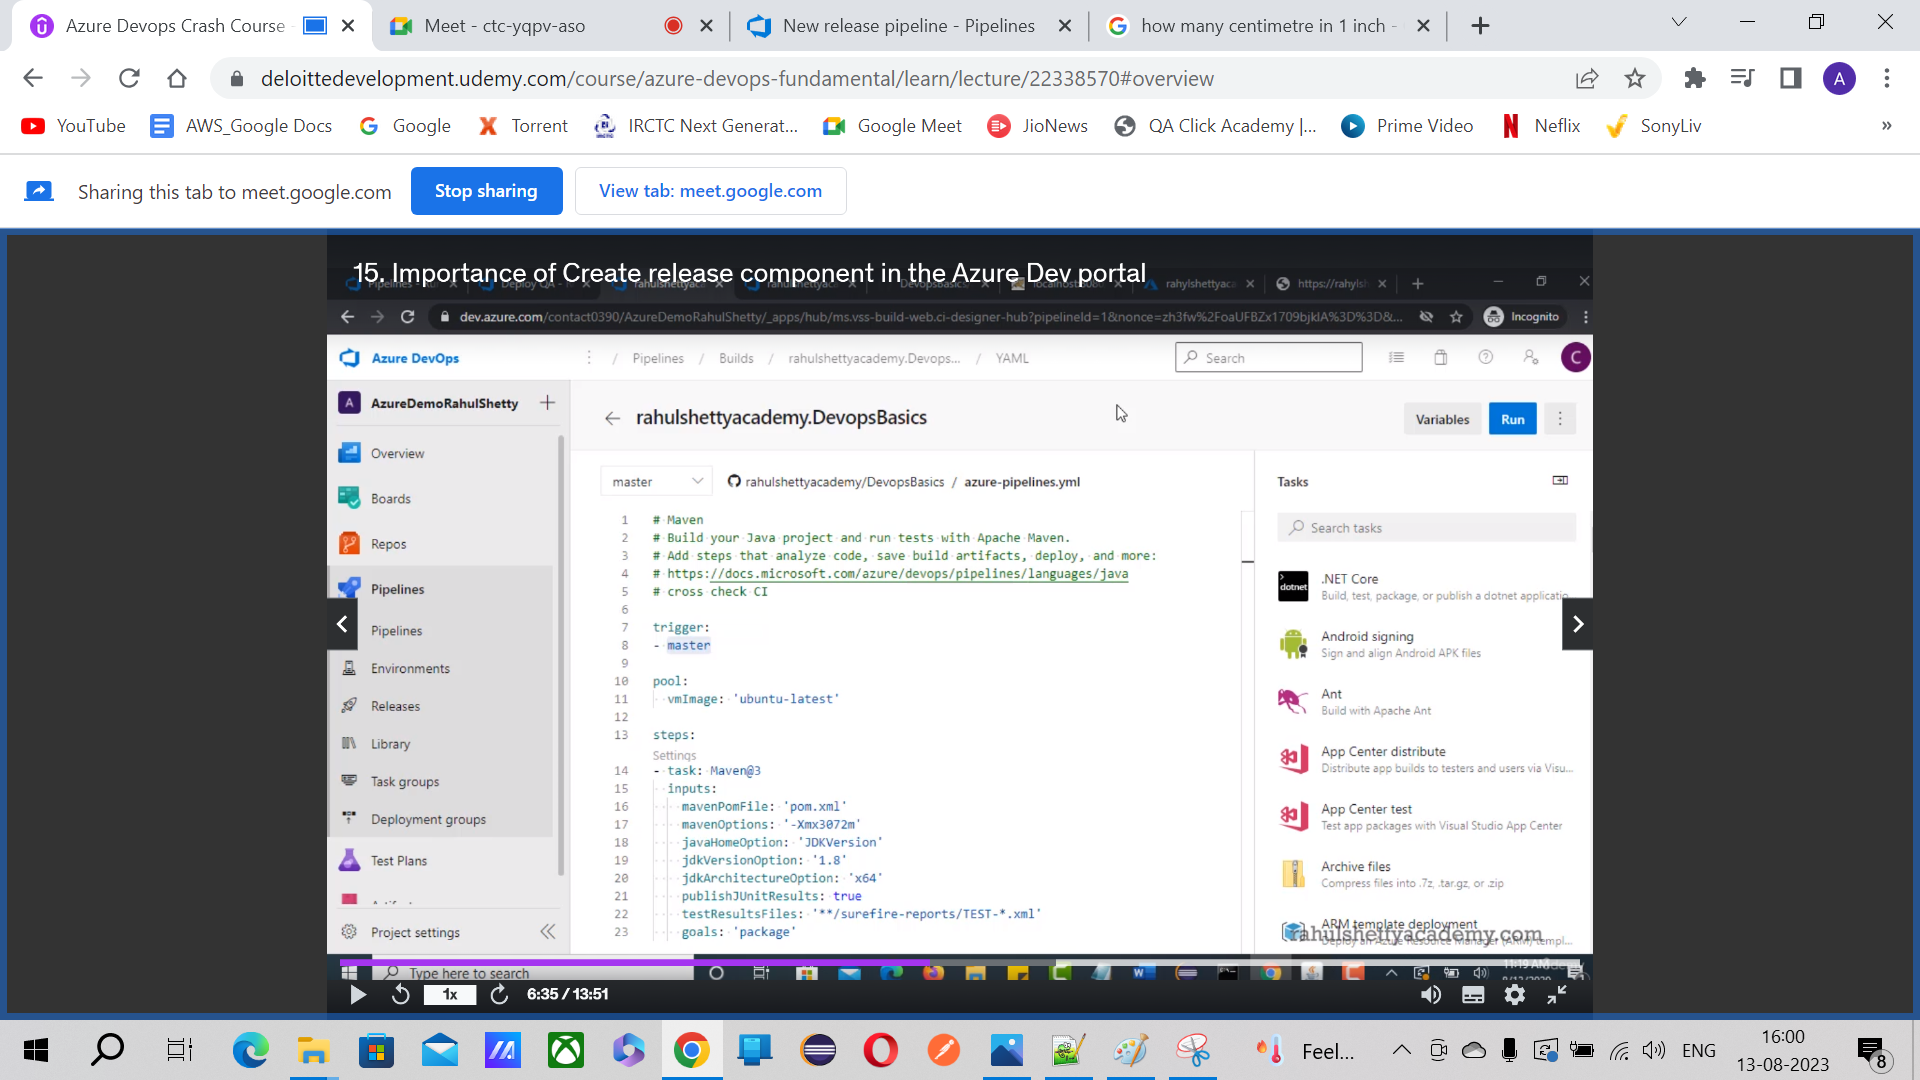 Azure Devops Crash Course
Meet - ctc-yqpv-aso
New release pipeline - Pipelines
how many centimetre in 1 inch -
deloittedevelopment.udemy.com/course/azure-devops-fundamental/learn/lecture/22338570#overview
A
YouTube
AWS_Google Docs
Google
Torrent
IRCTC Next Generat...
Google Meet
JioNews
QA Click Academy |...
Prime Video
Neflix
SonyLiv
»
Sharing this tab to meet.google.com
Stop sharing
View tab: meet.google.com
15. Importance of Create release component in the Azure Dev portal
rahylshettyaca
https://rahylsh
dev.azure.com/contact0390/AzureDemoRahulShetty/_apps/hub/ms.vss-build-web.ci-designer-hub?pipelineId=1&nonce=zh3fw%2FoaUFBZx1709bjklA%3D%3D&...
Incognito
Azure DevOps
/ Pipelines / Builds / rahulshettyacademy.Devops... / YAML
Search
C
A AzureDemoRahulShetty
Overview
Boards
Repos
Pipelines
Pipelines
Environments
Releases
Library
Task groups
Deployment groups
Test Plans
Project settings
rahulshettyacademy.DevopsBasics
Variables
Run
master
rahulshettyacademy/DevopsBasics / azure-pipelines.yml
1 # Maven
2 # Build your Java project and run tests with Apache Maven.
3 # Add steps that analyze code, save build artifacts, deploy, and more:
4 # https://docs.microsoft.com/azure/devops/pipelines/languages/java
5 # cross check CI
6
7 trigger:
8 - master
9
10 pool:
11 vmImage: 'ubuntu-latest'
12
13 steps:
Settings
14 - task: Maven@3
15 inputs:
16 mavenPomFile: 'pom.xml'
17 mavenOptions: '-Xmx3072m'
18 javaHomeOption: 'JDKVersion'
19 jdkVersionOption: '1.8'
20 jdkArchitectureOption: 'x64'
21 publishJUnitResults: true
22 testResultsFiles: '**/surefire-reports/TEST-*.xml'
23 goals: 'package'
Tasks
Search tasks
dotnet
.NET Core
Build, test, package, or publish a dotnet applicatio
Android signing
Sign and align Android APK files
Ant
Build with Apache Ant
App Center distribute
Distribute app builds to testers and users via Visu...
App Center test
Test app packages with Visual Studio App Center
Archive files
Compress files into .7z, .tar.gz, or .zip
ARM template deployment
Deploy an Azure Resource Manager (ARM) templ...
rahulshettyacademy.com
Type here to search
1x
6:35 / 13:51
Feel...
ENG
16:00
13-08-2023
8